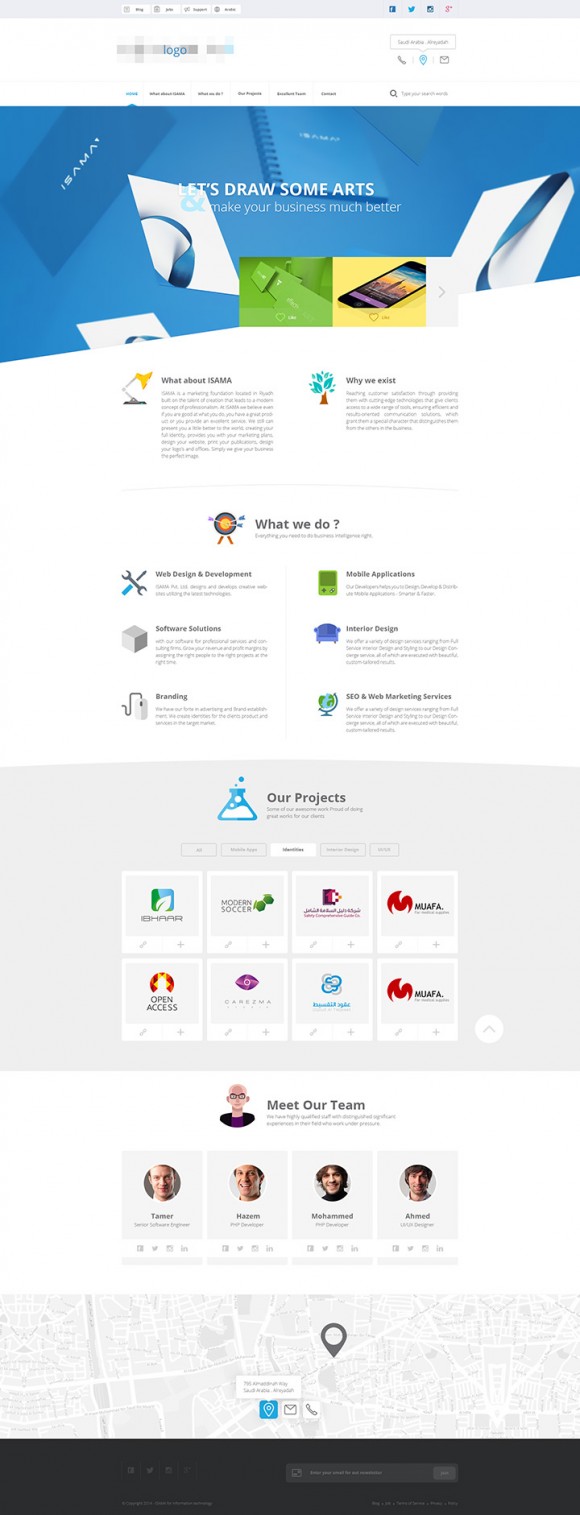 Blog
Jobs
Support
Arabic
logo
Saudi Arabia . Alreyadah
HOME
What about ISAMA
What we do ?
Our Projects
Excellent Team
Contact
Type your search words
ISAMA
ISAMA
LET'S DRAW SOME ARTS
& make your business much better
Like
Like
What about ISAMA
ISAMA is a marketing foundation located in Riyadh
built on the talent of creation that leads to a modern
concept of professionalism. At ISAMA we believe even
if you are good at what you do, you have a great prod-
uct or you provide an excellent service. We still can
present you a little better to the world, creating your
full identity, provides you with your marketing plans,
design your website, print your publications, design
your logo's and offices. Simply we give your business
the perfect image.
Why we exist
Reaching customer satisfaction through providing
them with cutting-edge technologies that give clients
access to a wide range of tools, ensuring efficient and
results-oriented communication solutions, which
grant them a special character that distinguishes them
from the others in the business.
What we do ?
Everything you need to do business intelligence right.
Web Design & Development
ISAMA Pvt. Ltd. designs and develops creative web-
sites utilizing the latest technologies.
Mobile Applications
Our Developers helps you to Design,Develop & Distrib-
ute Mobile Applications - Smarter & Faster.
Software Solutions
with our software for professional services and con-
sulting firms. Grow your revenue and profit margins by
assigning the right people to the right projects at the
right time.
Interior Design
We offer a variety of design services ranging from Full
Service Interior Design and Styling to our Design Con-
cierge service, all of which are executed with beautiful,
custom-tailored results.
Branding
We have our forte in advertising and Brand establish-
ment. We create identities for the clients product and
services in the target market.
SEO & Web Marketing Services
We offer a variety of design services ranging from Full
Service Interior Design and Styling to our Design Con-
cierge service, all of which are executed with beautiful,
custom-tailored results.
Our Projects
Some of our awesome work Proud of doing
great works for our clients
all
Mobile Apps
Identities
Interior Design
UI/UX
IBHAAR
MODERN
SOCCER
شركة دليل السلامة الشامل
Safety Comprehensive Guide Co.
MUAFA.
For medical supplies
OPEN
ACCESS
CAREZMA
عقود التقسيط
MUAFA.
For medical supplies
Meet Our Team
We have highly qualified staff with distinguished significant
experiences in their field who work under pressure.
Tamer
Senior Software Engineer
Hazem
PHP Developer
Mohammed
PHP Developer
Ahmed
UI/UX Designer
Saudi Arabia . Alreyadah
Enter your email for our newsletter
Join
Blog
Job
Terms of Service
Privacy
Policy